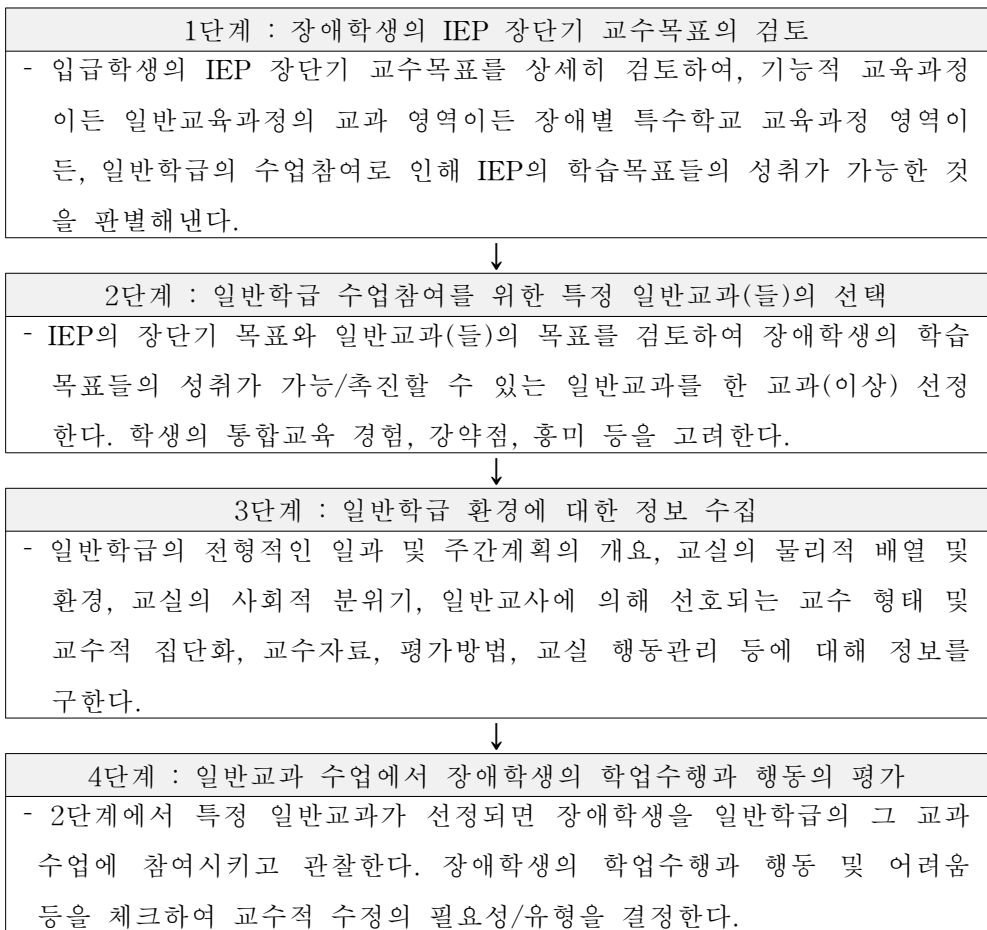 1단계 : 장애학생의 IEP 장단기 교수목표의 검토
- 입급학생의 IEP 장단기 교수목표를 상세히 검토하여, 기능적 교육과정
이든 일반교육과정의 교과 영역이든 장애별 특수학교 교육과정 영역이
든, 일반학급의 수업참여로 인해 IEP의 학습목표들의 성취가 가능한 것
을 판별해낸다.
↓
2단계 : 일반학급 수업참여를 위한 특정 일반교과(들)의 선택
- IEP의 장단기 목표와 일반교과(들)의 목표를 검토하여 장애학생의 학습
목표들의 성취가 가능/촉진할 수 있는 일반교과를 한 교과(이상) 선정
한다. 학생의 통합교육 경험, 강약점, 흥미 등을 고려한다.
↓
3단계 : 일반학급 환경에 대한 정보 수집
- 일반학급의 전형적인 일과 및 주간계획의 개요, 교실의 물리적 배열 및
환경, 교실의 사회적 분위기, 일반교사에 의해 선호되는 교수 형태 및
교수적 집단화, 교수자료, 평가방법, 교실 행동관리 등에 대해 정보를
구한다.
↓
4단계 : 일반교과 수업에서 장애학생의 학업수행과 행동의 평가
- 2단계에서 특정 일반교과가 선정되면 장애학생을 일반학급의 그 교과
수업에 참여시키고 관찰한다. 장애학생의 학업수행과 행동 및 어려움
등을 체크하여 교수적 수정의 필요성/유형을 결정한다.